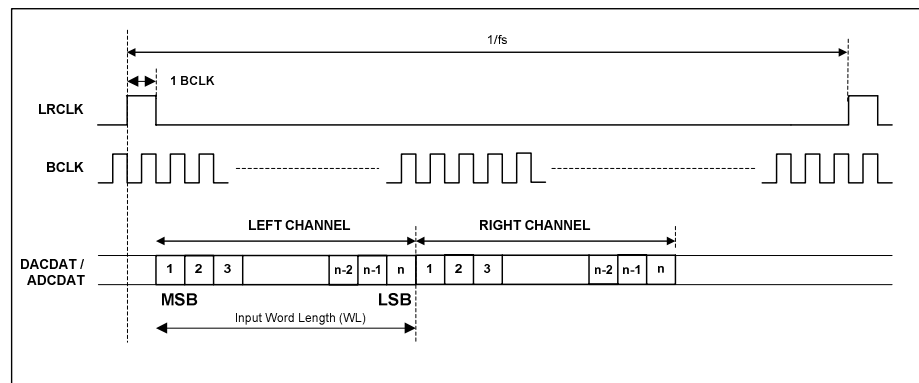 1/fs
1 BCLK
LRCLK
BCLK
LEFT CHANNEL RIGHT CHANNEL
DACDAT /
ADCDAT
1 2 3 n-2 n-1 n 1 2 3 n-2 n-1 n
MSB LSB
Input Word Length (WL)